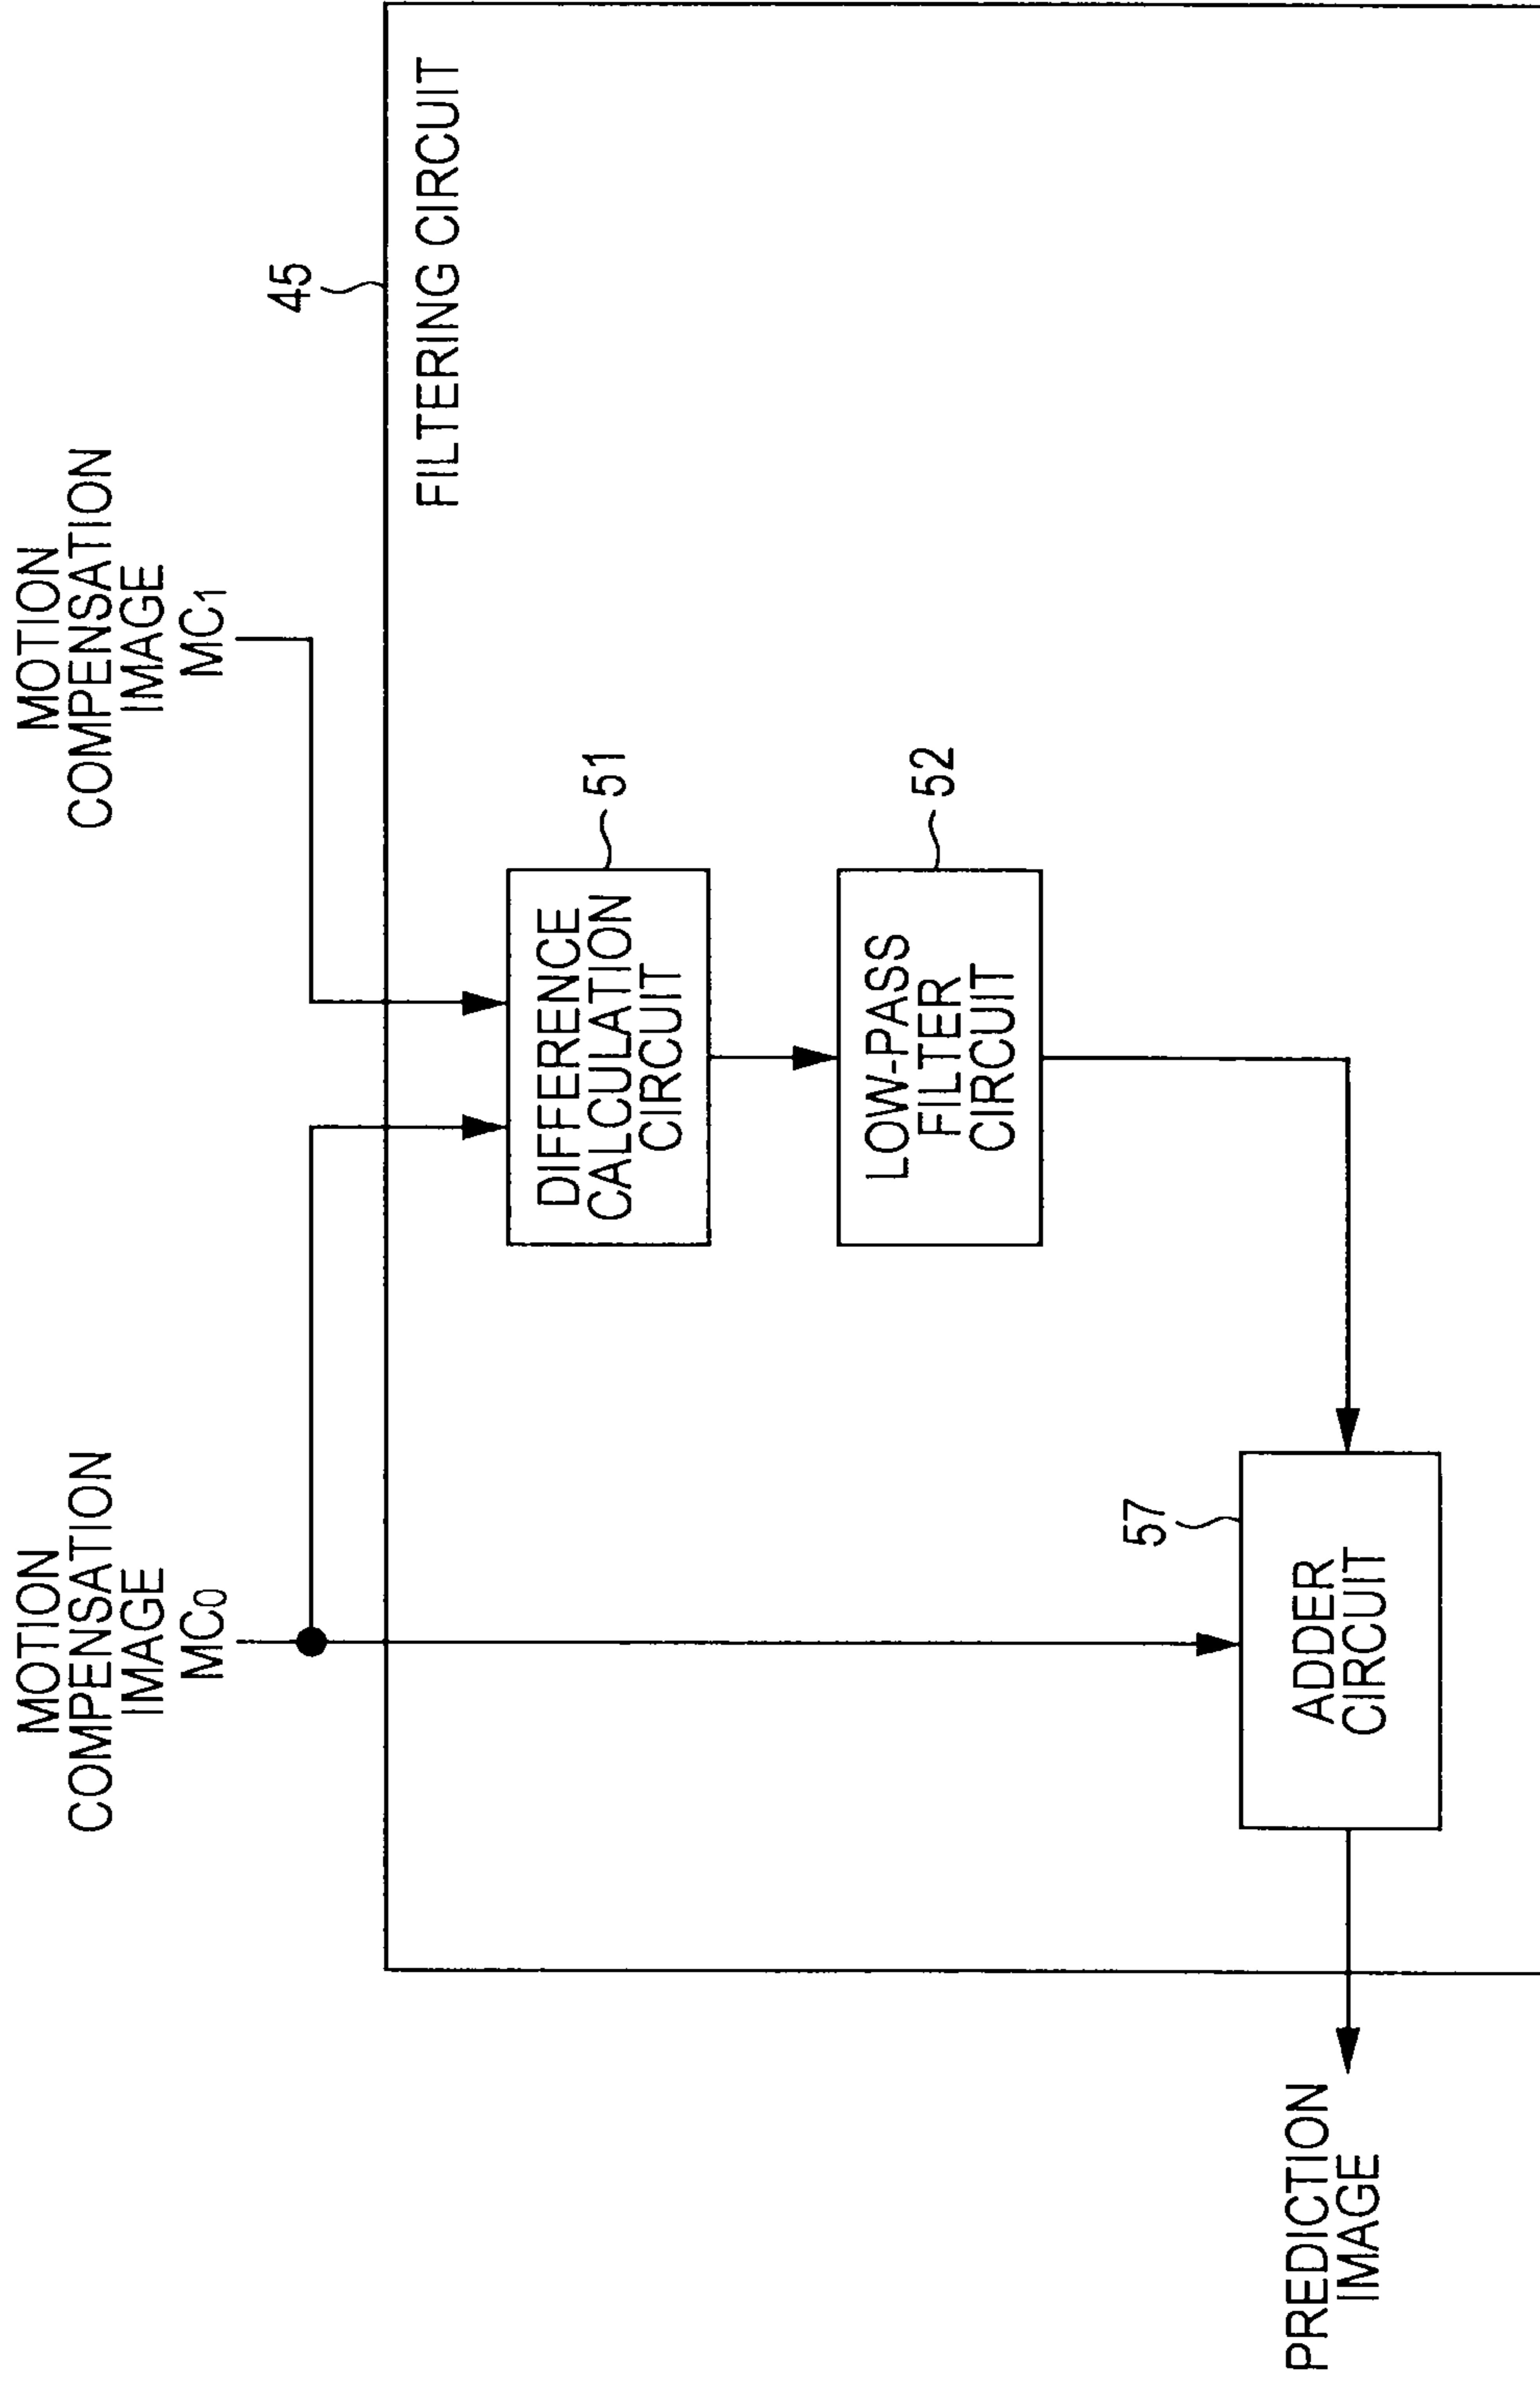 MOTION
COMPENSATION
IMAGE
MC0
MOTION
COMPENSATION
IMAGE
MC1
45
FILTERING CIRCUIT
DIFFERENCE
CALCULATION
CIRCUIT
51
LOW-PASS
FILTER
CIRCUIT
52
57
ADDER
CIRCUIT
PREDICTION
IMAGE